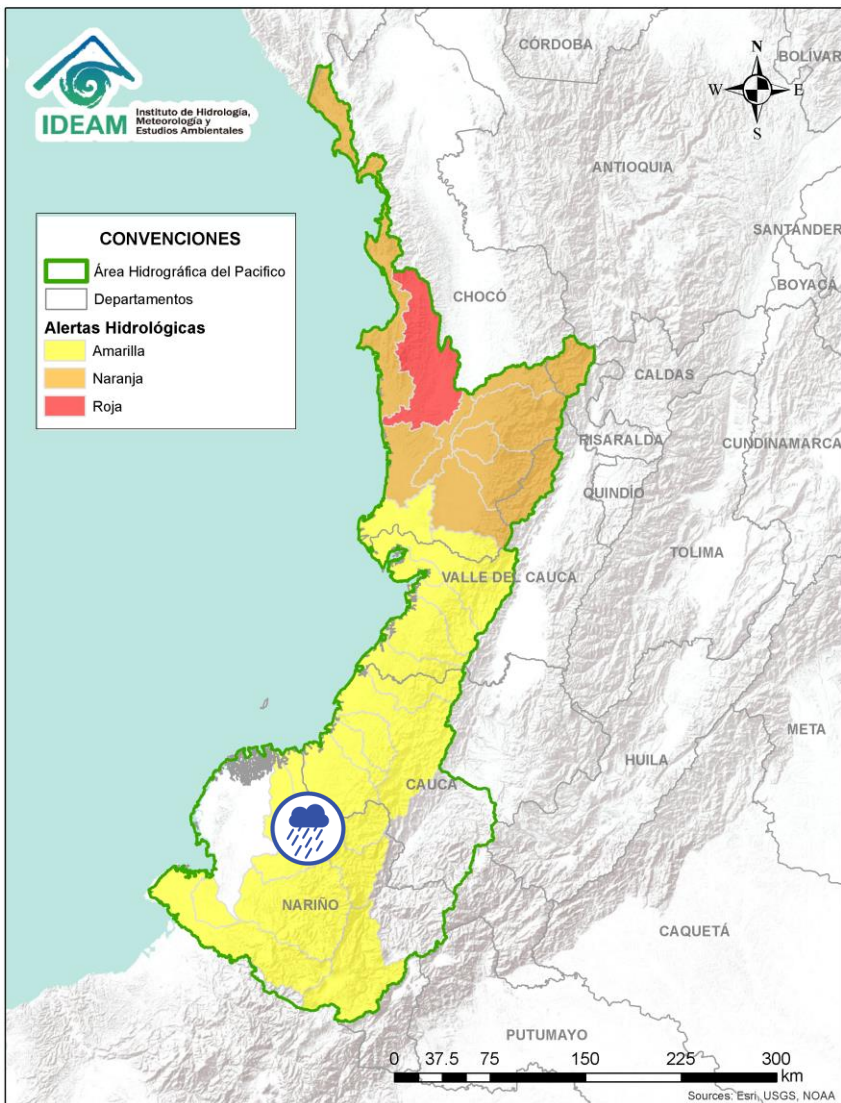 IDEAM
Instituto de Hidrología,
Meteorología y
Estudios Ambientales
CÓRDOBA
BOLÍVAR
N
W
E
S
ANTIOQUIA
SANTÁNDER
BOYACÁ
CONVENCIONES
Área Hidrográfica del Pacifico
Departamentos
Alertas Hidrológicas
Amarilla
Naranja
Roja
CHOCÓ
CALDAS
RISARALDA
CUNDINAMARCA
QUINDÍO
TOLIMA
VALLE DEL CAUCA
META
HUILA
CAUCA
NARIÑO
CAQUETÁ
PUTUMAYO
0 37.5 75 150 225 300
km
Sources: Esri, USGS, NOAA